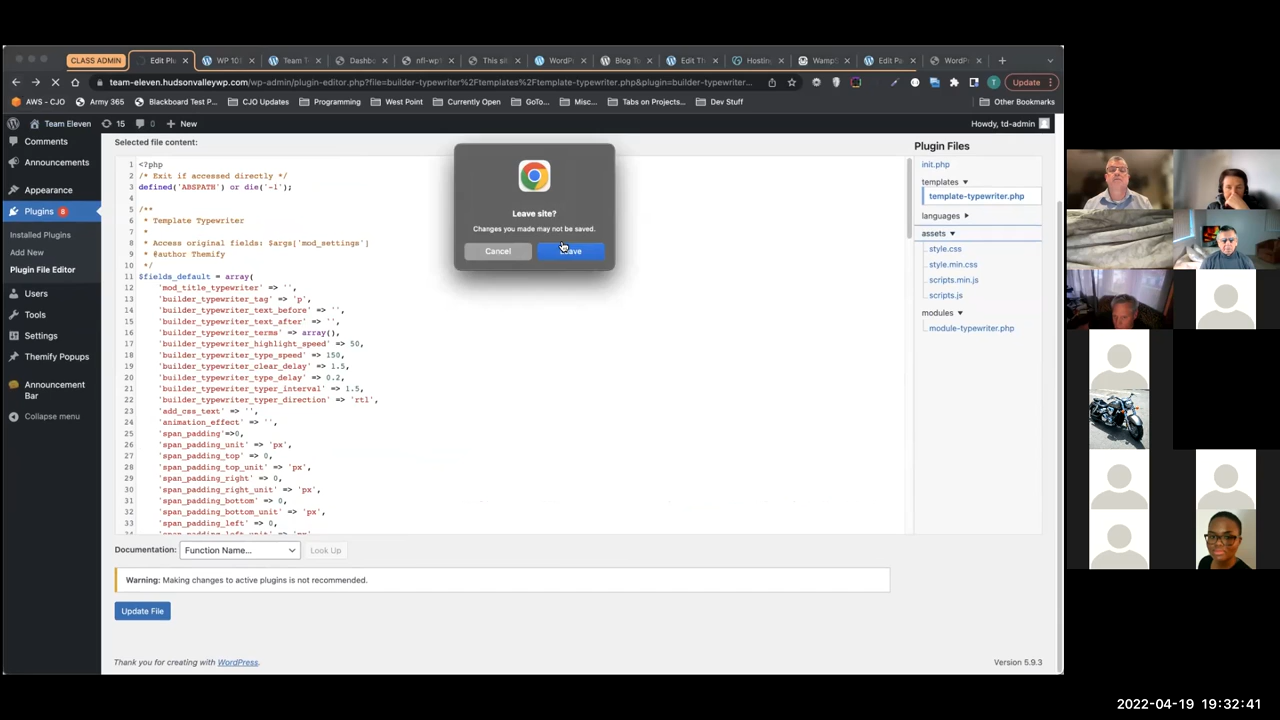 CLASS ADMIN
Edit Plu
WP 101
Team T
Dashbo
nfl-wp
This sit
WordP
Blog Ty
Edit Th
Hosting
WampS
Edit Pa
WordP
team-eleven.hudsonvalleywp.com/wp-admin/plugin-editor.php?file=builder-typewriter%2Ftemplates%2Ftemplate-typewriter.php&plugin=builder-typewriter...
Update
AWS - CJO
Army 365
Blackboard Test P...
CJO Updates
Programming
West Point
Currently Open
GoTo...
Misc...
Tabs on Projects...
Dev Stuff
Other Bookmarks
Team Eleven
15
0
New
Howdy, td-admin
Comments
Announcements
Appearance
Plugins 8
Installed Plugins
Add New
Plugin File Editor
Users
Tools
Settings
Themify Popups
Announcement
Bar
Collapse menu
Selected file content:
1 <?php
2 /* Exit if accessed directly */
3 defined('ABSPATH') or die('-1');
4
5 /**
6 * Template Typewriter
7 *
8 * Access original fields: $args['mod_settings']
9 * @author Themify
10 */
11 $fields_default = array(
12 'mod_title_typewriter' => '',
13 'builder_typewriter_tag' => 'p',
14 'builder_typewriter_text_before' => '',
15 'builder_typewriter_text_after' => '',
16 'builder_typewriter_terms' => array(),
17 'builder_typewriter_highlight_speed' => 50,
18 'builder_typewriter_type_speed' => 150,
19 'builder_typewriter_clear_delay' => 1.5,
20 'builder_typewriter_type_delay' => 0.2,
21 'builder_typewriter_typer_interval' => 1.5,
22 'builder_typewriter_typer_direction' => 'rtl',
23 'add_css_text' => '',
24 'animation_effect' => '',
25 'span_padding'=>0,
26 'span_padding_unit' => 'px',
27 'span_padding_top' => 0,
28 'span_padding_top_unit' => 'px',
29 'span_padding_right' => 0,
30 'span_padding_right_unit' => 'px',
31 'span_padding_bottom' => 0,
32 'span_padding_bottom_unit' => 'px',
33 'span_padding_left' => 0,
Leave site?
Changes you made may not be saved.
Cancel
Leave
Plugin Files
init.php
templates
template-typewriter.php
languages
assets
style.css
style.min.css
scripts.min.js
scripts.js
modules
module-typewriter.php
Documentation:
Function Name...
Look Up
Warning: Making changes to active plugins is not recommended.
Update File
Thank you for creating with WordPress.
Version 5.9.3
2022-04-19 19:32:41